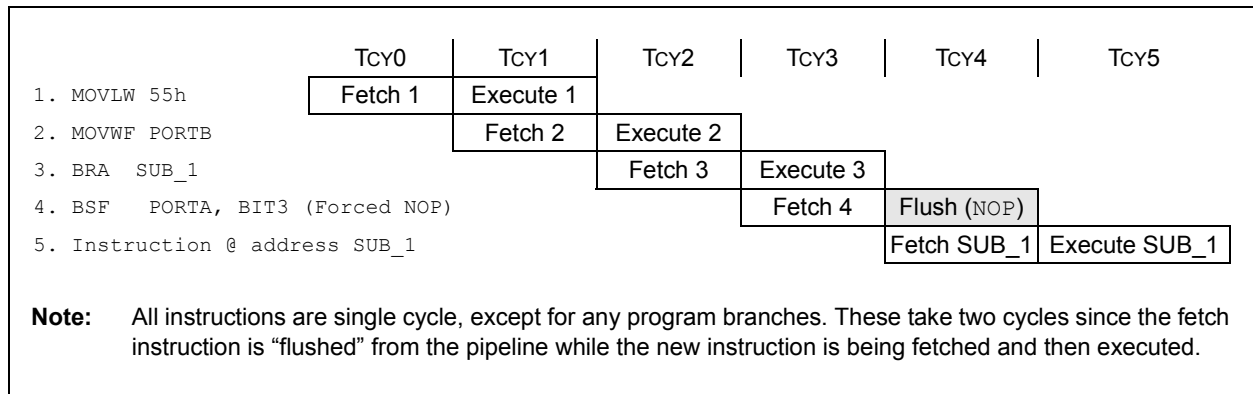 TCY0 TCY1 TCY2 TCY3 TCY4 TCY5
1. MOVLW 55h Fetch 1 Execute 1
2. MOVWF PORTB Fetch 2 Execute 2
3. BRA SUB_1 Fetch 3 Execute 3
4. BSF PORTA, BIT3 (Forced NOP) Fetch 4 Flush (NOP)
5. Instruction @ address SUB_1 Fetch SUB_1 Execute SUB_1
Note: All instructions are single cycle, except for any program branches. These take two cycles since the fetch
instruction is “flushed” from the pipeline while the new instruction is being fetched and then executed.